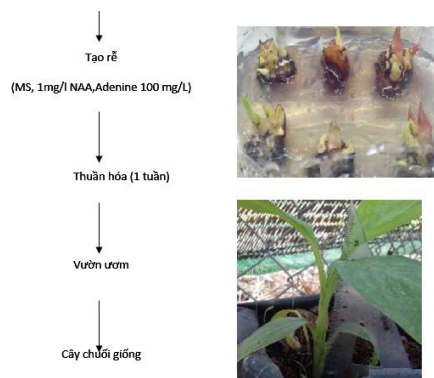 Tạo rễ
(MS, 1mg/l NAA,Adenine 100 mg/L)
Thuần hóa (1 tuần)
Vườn ươm
Cây chuối giống